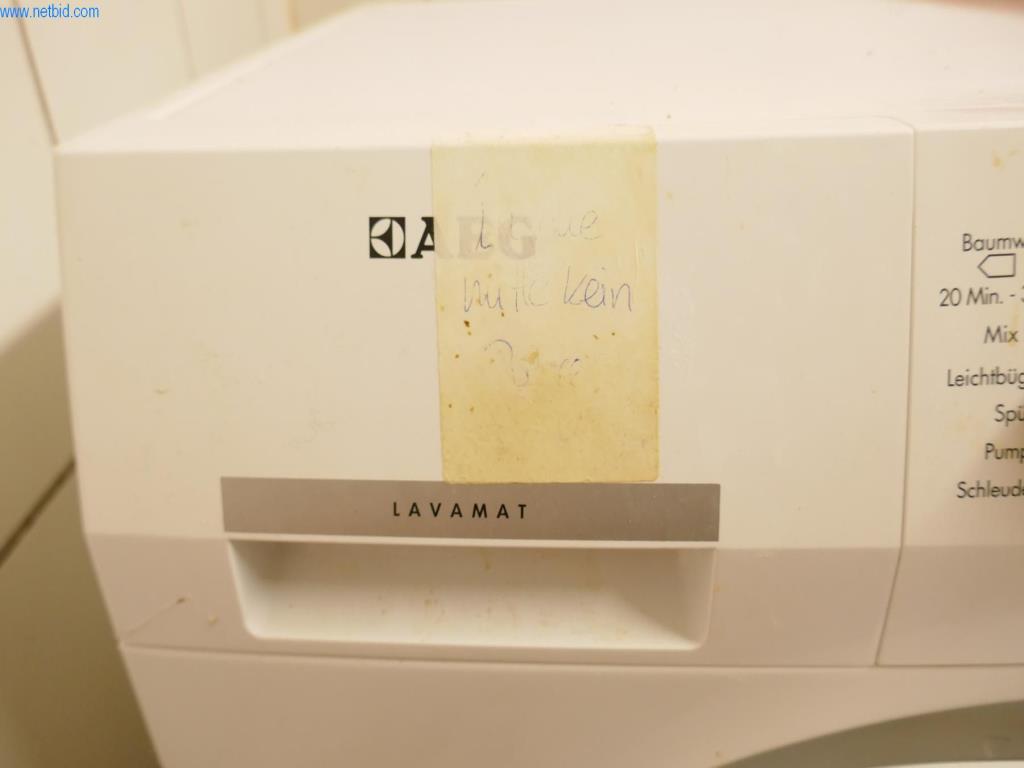 www.netbid.com
AEG
bitte kein
LAVAMAT
Baumw
20 Min. - 3
Mix
Leichtbüg
Spü
Pump
Schleude